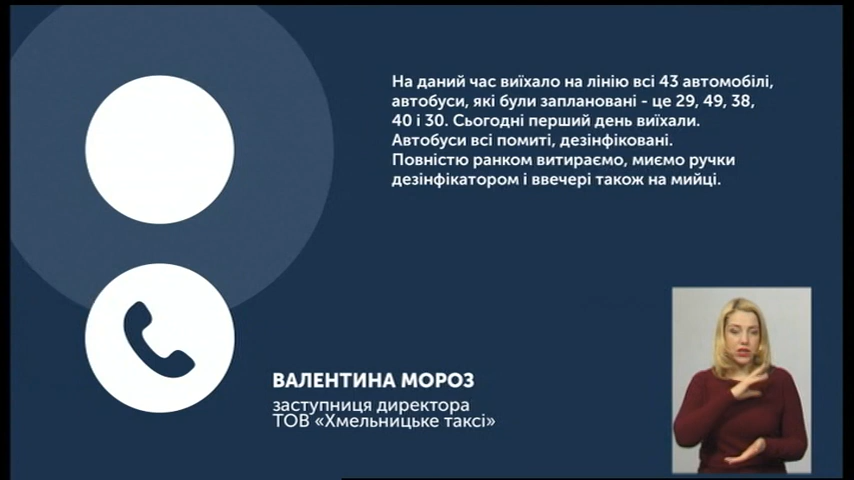 На даний час виїхало на лінію всі 43 автомобілі,
автобуси, які були заплановані - це 29, 49, 38,
40 і 30. Сьогодні перший день виїхали.
Автобуси всі помиті, дезінфіковані.
Повністю ранком витираємо, миємо ручки
дезінфікатором і ввечері також на мийці.
ВАЛЕНТИНА МОРОЗ
заступниця директора
ТОВ «Хмельницьке таксі»